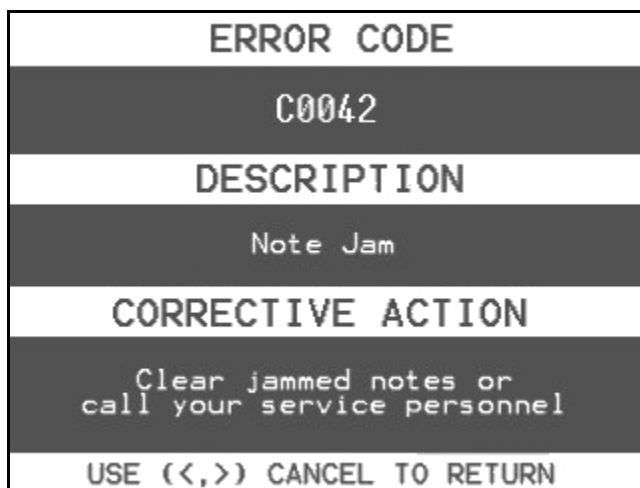 ERROR CODE
C0042
DESCRIPTION
Note Jam
CORRECTIVE ACTION
Clear jammed notes or
call your service personnel
USE (<,>) CANCEL TO RETURN